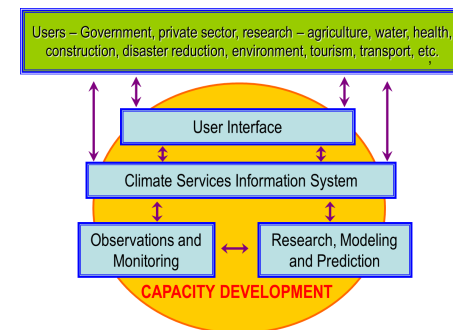 Users – Government, private sector, research – agriculture, water, health,
construction, disaster reduction, environment, tourism, transport, etc.
,
User Interface
Climate Services Information System
Observations and
Monitoring
Research, Modeling
and Prediction
CAPACITY DEVELOPMENT